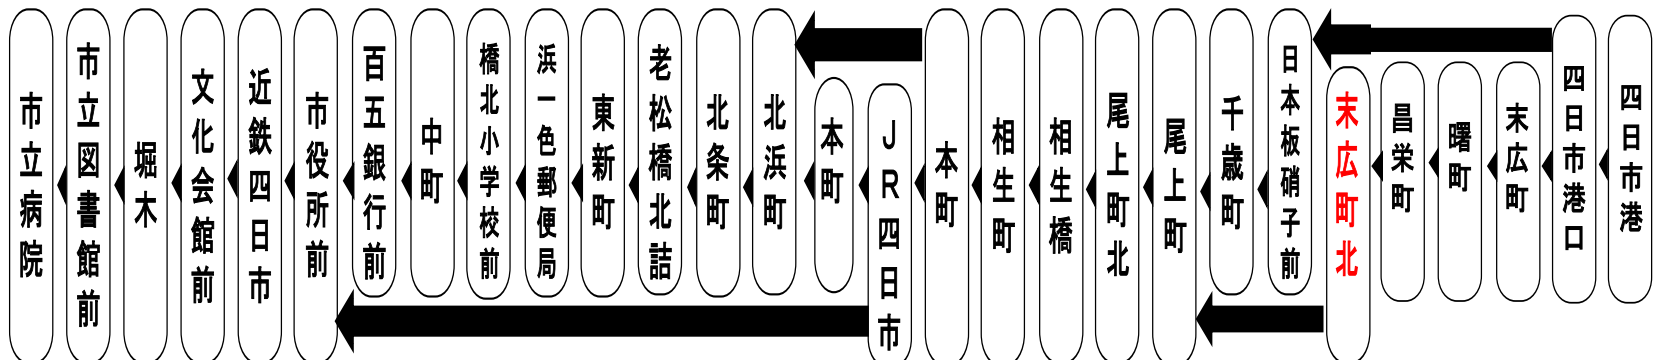 四日市港
四日市港口
末広町
曙町
昌栄町
末広町北
日本板硝子前
千歳町
尾上町
尾上町北
相生橋
相生町
本町
JR四日市
本町
北浜町
北条町
老松橋北詰
東新町
浜一色郵便局
橋北小学校前
中町
百五銀行前
市役所前
近鉄四日市
文化会館前
堀木
市立図書館前
市立病院